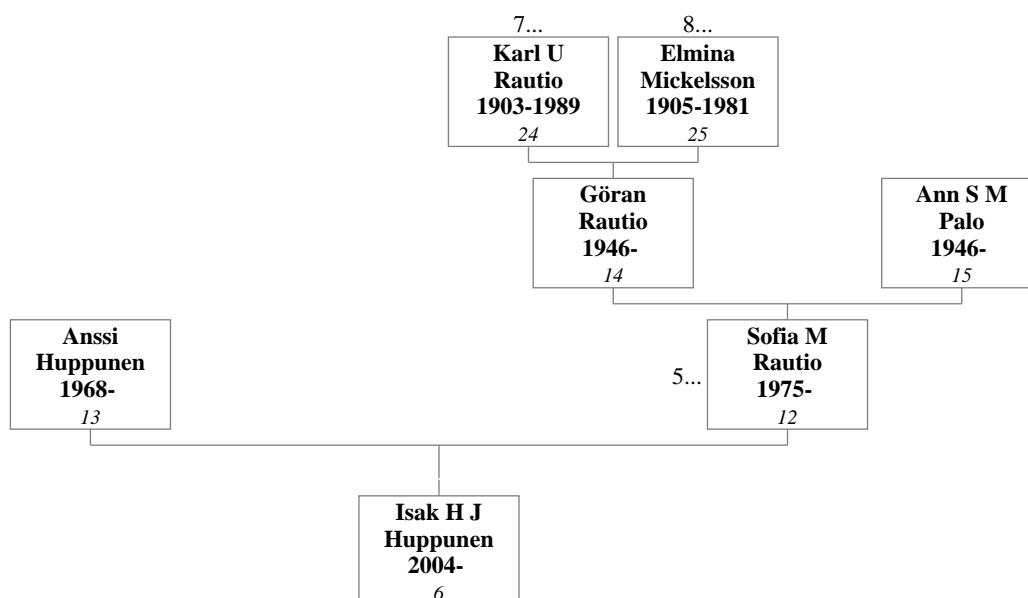 7...
8...
Karl U
Rautio
1903-1989
24
Elmina
Mickelsson
1905-1981
25
Göran
Rautio
1946-
14
Ann S M
Palo
1946-
15
Anssi
Huppunen
1968-
13
5...
Sofia M
Rautio
1975-
12
Isak H J
Huppunen
2004-
6